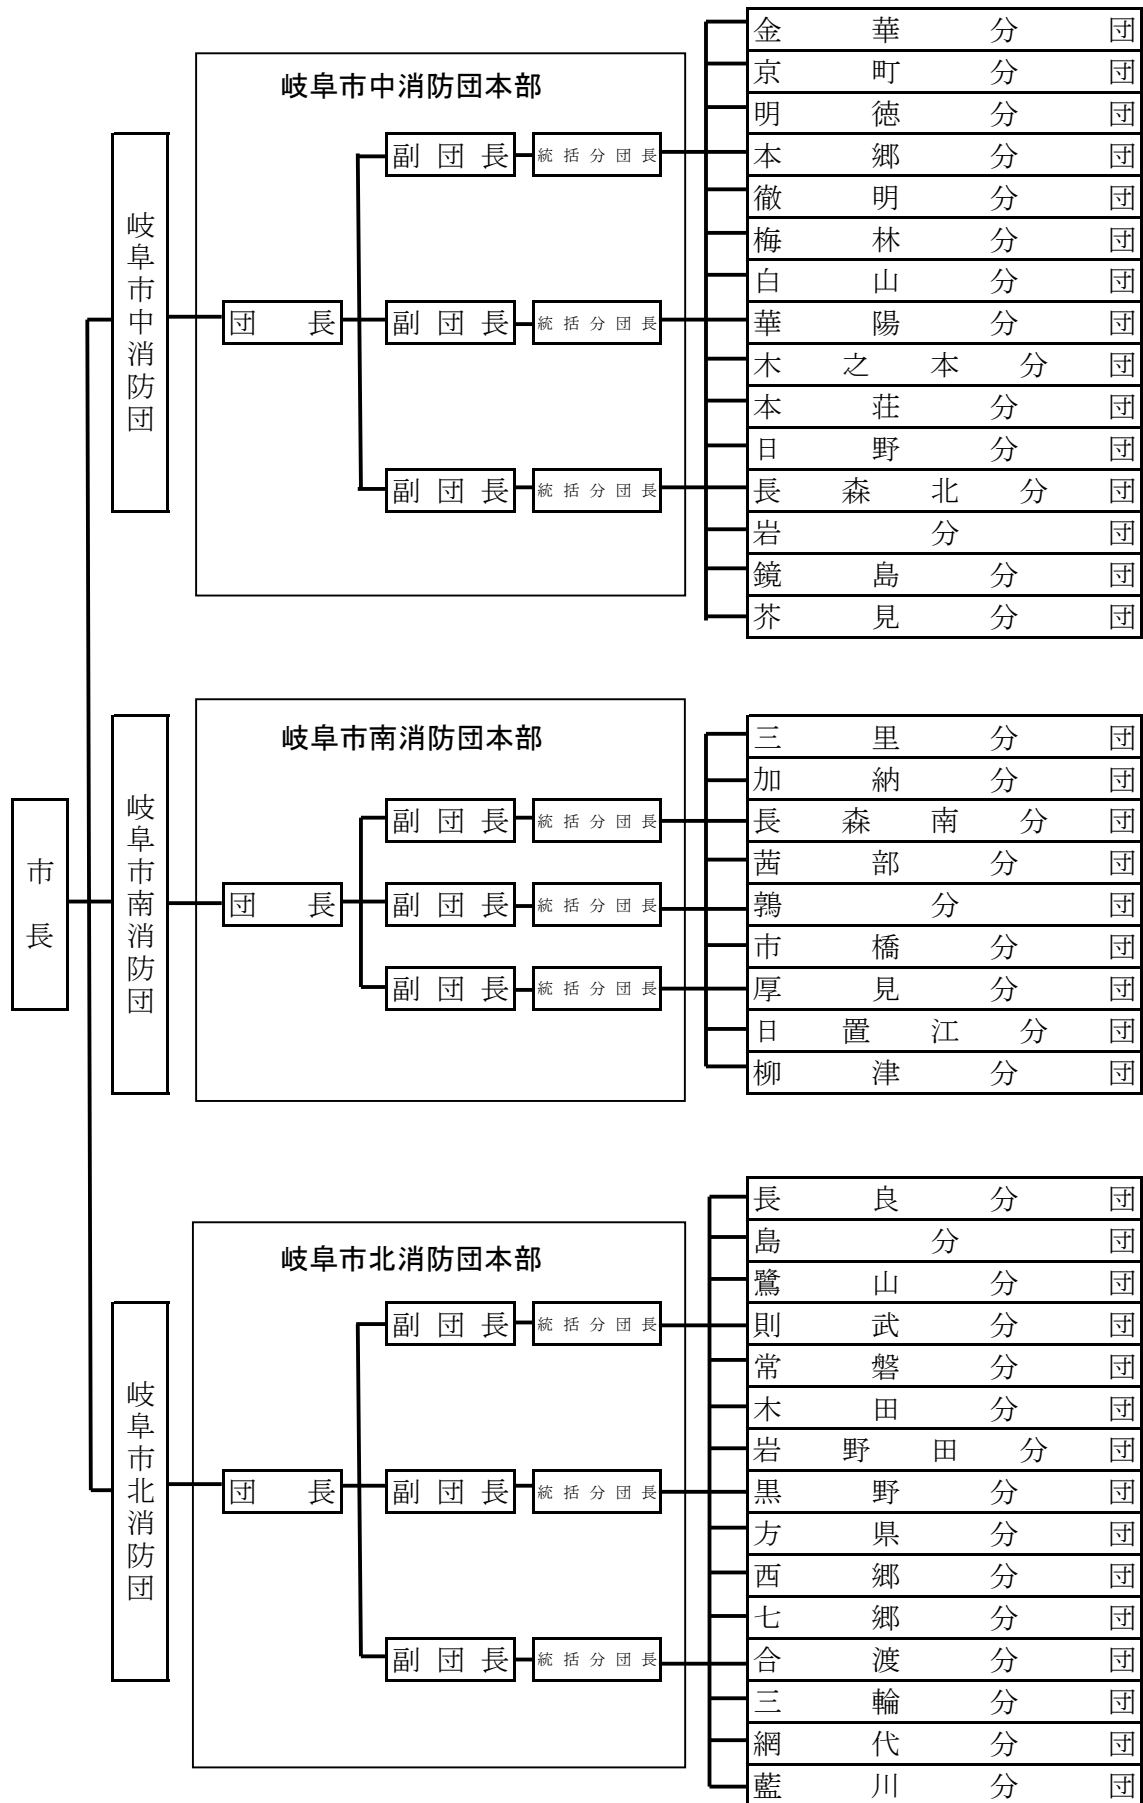 市長
岐阜市中消防団
岐阜市中消防団本部
団長
副団長
統括分団長
副団長
統括分団長
副団長
統括分団長
金華分団
京町分団
明徳分団
本郷分団
徹明分団
梅林分団
白山分団
華陽分団
木之本分団
本荘分団
日野分団
長森北分団
岩分団
鏡島分団
芥見分団
岐阜市南消防団
岐阜市南消防団本部
団長
副団長
統括分団長
副団長
統括分団長
副団長
統括分団長
三里分団
加納分団
長森南分団
茜部分団
鶉分団
市橋分団
厚見分団
日置江分団
柳津分団
岐阜市北消防団
岐阜市北消防団本部
団長
副団長
統括分団長
副団長
統括分団長
副団長
統括分団長
長良分団
島分団
鷺山分団
則武分団
常磐分団
木田分団
岩野田分団
黒野分団
方県分団
西郷分団
七郷分団
合渡分団
三輪分団
網代分団
藍川分団